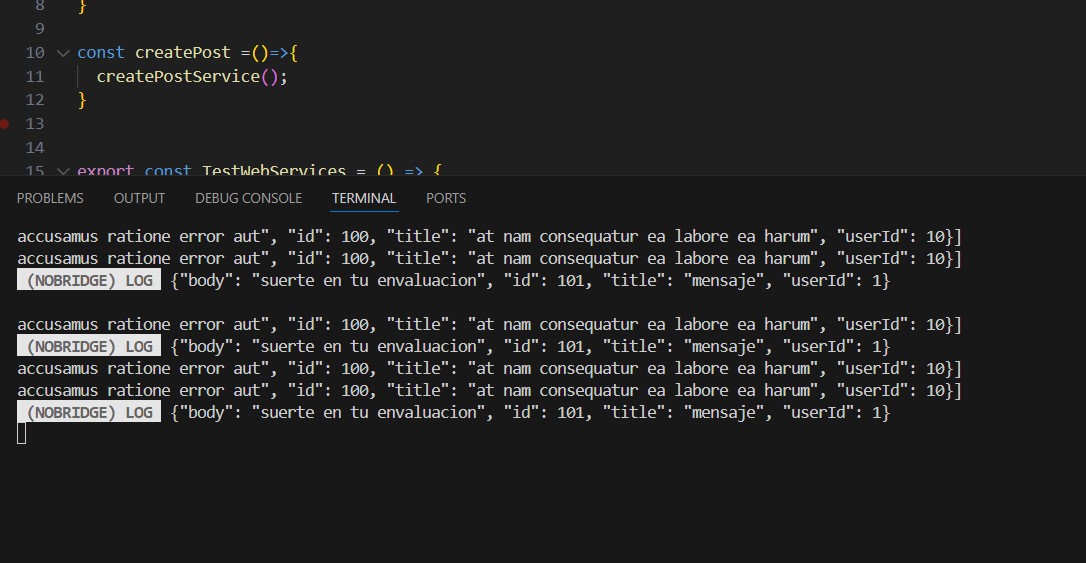 8 }
9
10 const createPost =()=>{
11 createPostService();
12 }
13
14
15 export const TestWebServices = () => {
PROBLEMS OUTPUT DEBUG CONSOLE TERMINAL PORTS
accusamus ratione error aut", "id": 100, "title": "at nam consequatur ea labore ea harum", "userId": 10}]
accusamus ratione error aut", "id": 100, "title": "at nam consequatur ea labore ea harum", "userId": 10}]
(NOBRIDGE) LOG {"body": "suerte en tu envaluacion", "id": 101, "title": "mensaje", "userId": 1}
accusamus ratione error aut", "id": 100, "title": "at nam consequatur ea labore ea harum", "userId": 10}]
(NOBRIDGE) LOG {"body": "suerte en tu envaluacion", "id": 101, "title": "mensaje", "userId": 1}
accusamus ratione error aut", "id": 100, "title": "at nam consequatur ea labore ea harum", "userId": 10}]
accusamus ratione error aut", "id": 100, "title": "at nam consequatur ea labore ea harum", "userId": 10}]
(NOBRIDGE) LOG {"body": "suerte en tu envaluacion", "id": 101, "title": "mensaje", "userId": 1}